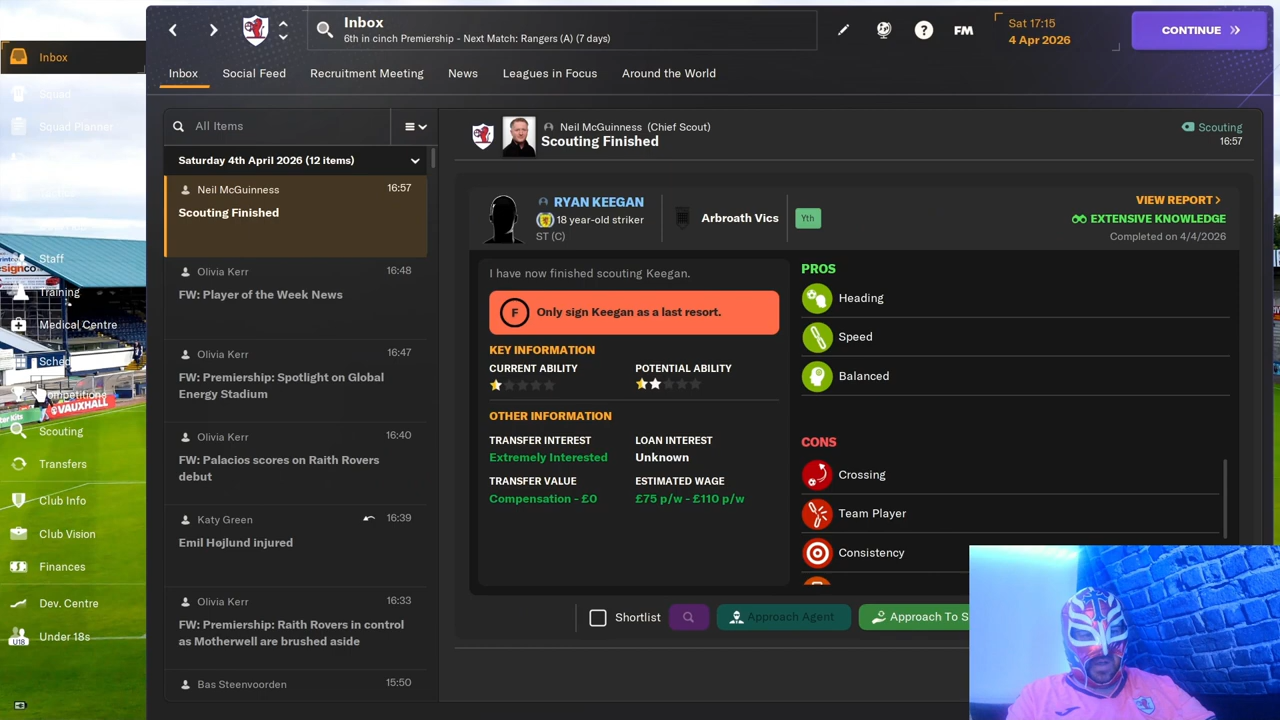 Inbox
6th in cinch Premiership - Next Match: Rangers (A) (7 days)
?
FM
Sat 17:15
4 Apr 2026
CONTINUE
Inbox
Squad
Squad Planner
Staff
Training
Medical Centre
Sched
Competitions
VAUXHALL
Scouting
Transfers
Club Info
Club Vision
Finances
Dev. Centre
U18
Under 18s
Inbox
Social Feed
Recruitment Meeting
News
Leagues in Focus
Around the World
All Items
Saturday 4th April 2026 (12 items)
Neil McGuinness 16:57
Scouting Finished
Olivia Kerr 16:48
FW: Player of the Week News
Olivia Kerr 16:47
FW: Premiership: Spotlight on Global
Energy Stadium
Olivia Kerr 16:40
FW: Palacios scores on Raith Rovers
debut
Katy Green 16:39
Emil Højlund injured
Olivia Kerr 16:33
FW: Premiership: Raith Rovers in control
as Motherwell are brushed aside
Bas Steenvoorden 15:50
Neil McGuinness (Chief Scout)
Scouting Finished
Scouting
16:57
RYAN KEEGAN
18 year-old striker
ST (C)
Arbroath Vics
Yth
VIEW REPORT >
EXTENSIVE KNOWLEDGE
Completed on 4/4/2026
I have now finished scouting Keegan.
F
Only sign Keegan as a last resort.
KEY INFORMATION
CURRENT ABILITY
POTENTIAL ABILITY
OTHER INFORMATION
TRANSFER INTEREST
LOAN INTEREST
Extremely Interested
Unknown
TRANSFER VALUE
ESTIMATED WAGE
Compensation - £0
£75 p/w - £110 p/w
PROS
Heading
Speed
Balanced
CONS
Crossing
Team Player
Consistency
Shortlist
Approach Agent
Approach To S